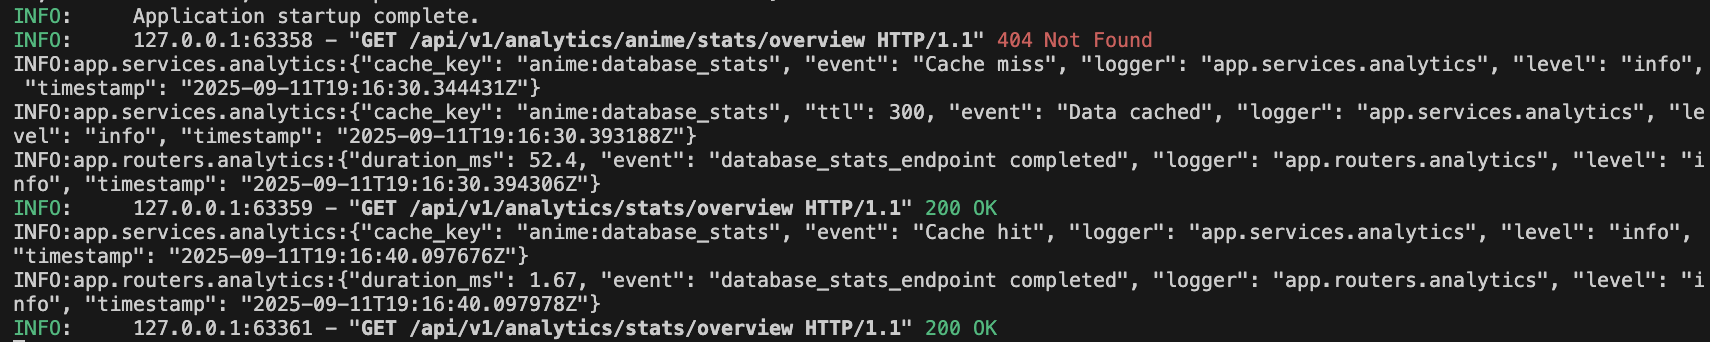 INFO:     Application startup complete.
INFO:     127.0.0.1:63358 - "GET /api/v1/analytics/anime/stats/overview HTTP/1.1" 404 Not Found
INFO:app.services.analytics:{"cache_key": "anime:database_stats", "event": "Cache miss", "logger": "app.services.analytics", "level": "info",
 "timestamp": "2025-09-11T19:16:30.344431Z"}
INFO:app.services.analytics:{"cache_key": "anime:database_stats", "ttl": 300, "event": "Data cached", "logger": "app.services.analytics", "le
vel": "info", "timestamp": "2025-09-11T19:16:30.393188Z"}
INFO:app.routers.analytics:{"duration_ms": 52.4, "event": "database_stats_endpoint completed", "logger": "app.routers.analytics", "level": "i
nfo", "timestamp": "2025-09-11T19:16:30.394306Z"}
INFO:     127.0.0.1:63359 - "GET /api/v1/analytics/stats/overview HTTP/1.1" 200 OK
INFO:app.services.analytics:{"cache_key": "anime:database_stats", "event": "Cache hit", "logger": "app.services.analytics", "level": "info",
"timestamp": "2025-09-11T19:16:40.097676Z"}
INFO:app.routers.analytics:{"duration_ms": 1.67, "event": "database_stats_endpoint completed", "logger": "app.routers.analytics", "level": "i
nfo", "timestamp": "2025-09-11T19:16:40.097978Z"}
INFO:     127.0.0.1:63361 - "GET /api/v1/analytics/stats/overview HTTP/1.1" 200 OK